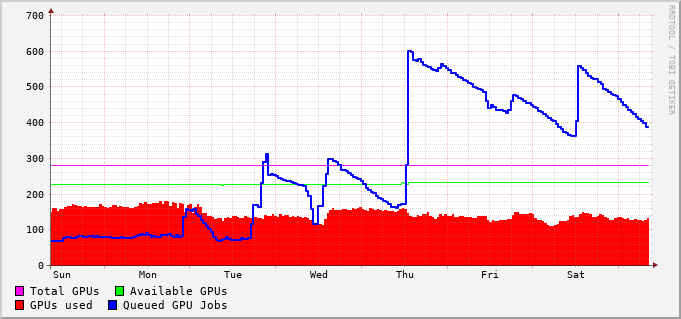 700
600
500
400
300
200
100
0
Sun Mon Tue Wed Thu Fri Sat
Total GPUs Available GPUs
GPUs used Queued GPU Jobs
RRDTOOL / TOBI OETIKER